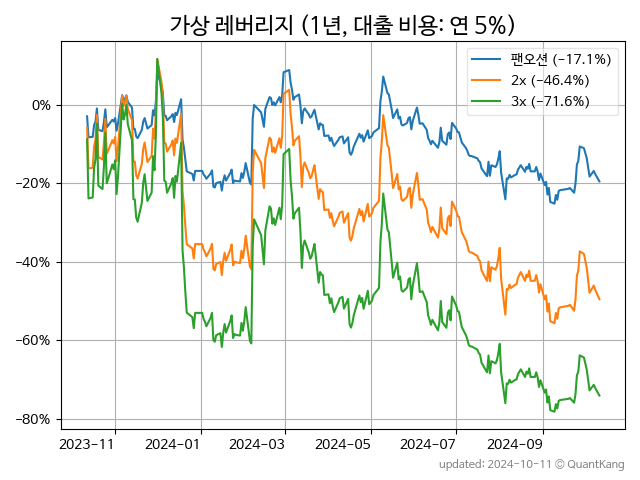 가상 레버리지 (1년, 대출 비용: 연 5%)
팬오션 (−17.1%)
2x (−46.4%)
3x (−71.6%)
0%
−20%
−40%
−60%
−80%
2023-11 2024-01 2024-03 2024-05 2024-07 2024-09
updated: 2024-10-11 © QuantKang